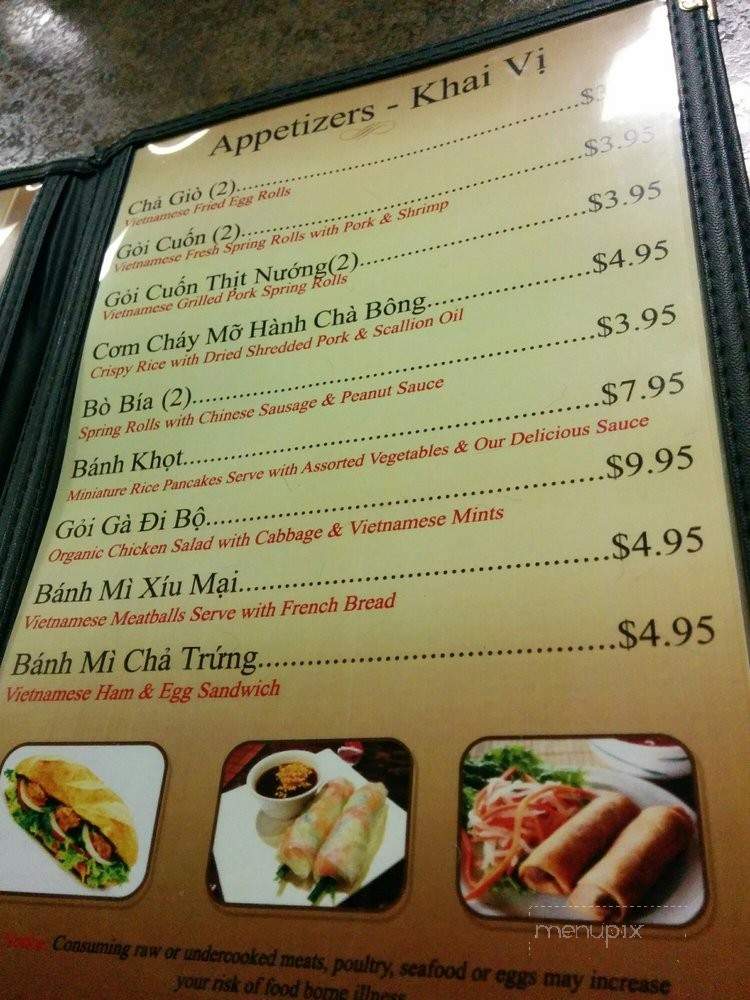 Appetizers - Khai Vị
Chả Giò (2)
Vietnamese Fried Egg Rolls
Gỏi Cuốn (2) $3.95
Vietnamese Fresh Spring Rolls with Pork & Shrimp
Gỏi Cuốn Thịt Nướng(2) $3.95
Vietnamese Grilled Pork Spring Rolls
Cơm Cháy Mỡ Hành Chà Bông $4.95
Crispy Rice with Dried Shredded Pork & Scallion Oil
Bò Bía (2) $3.95
Spring Rolls with Chinese Sausage & Peanut Sauce
Bánh Khọt $7.95
Miniature Rice Pancakes Serve with Assorted Vegetables & Our Delicious Sauce
Gỏi Gà Đi Bộ $9.95
Organic Chicken Salad with Cabbage & Vietnamese Mints
Bánh Mì Xíu Mại $4.95
Vietnamese Meatballs Serve with French Bread
Bánh Mì Chả Trứng $4.95
Vietnamese Ham & Egg Sandwich
Consuming raw or undercooked meats, poultry, seafood or eggs may increase
your risk of food borne illness
menupix